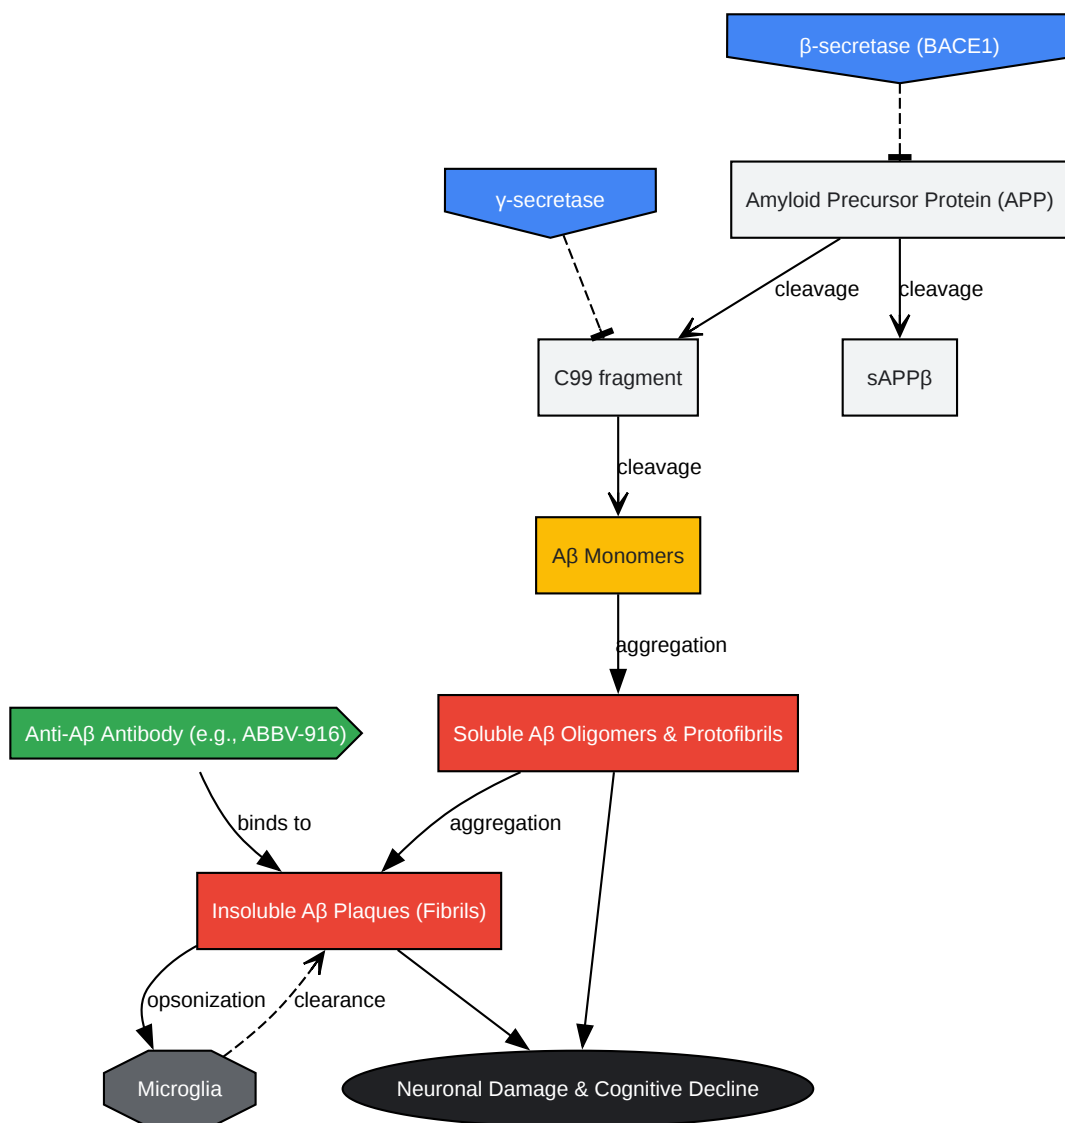 β-secretase (BACE1)
γ-secretase
Amyloid Precursor Protein (APP)
cleavage
cleavage
C99 fragment
sAPPβ
cleavage
Aβ Monomers
aggregation
Anti-Aβ Antibody (e.g., ABBV-916)
Soluble Aβ Oligomers & Protofibrils
binds to
aggregation
Insoluble Aβ Plaques (Fibrils)
opsonization
clearance
Microglia
Neuronal Damage & Cognitive Decline